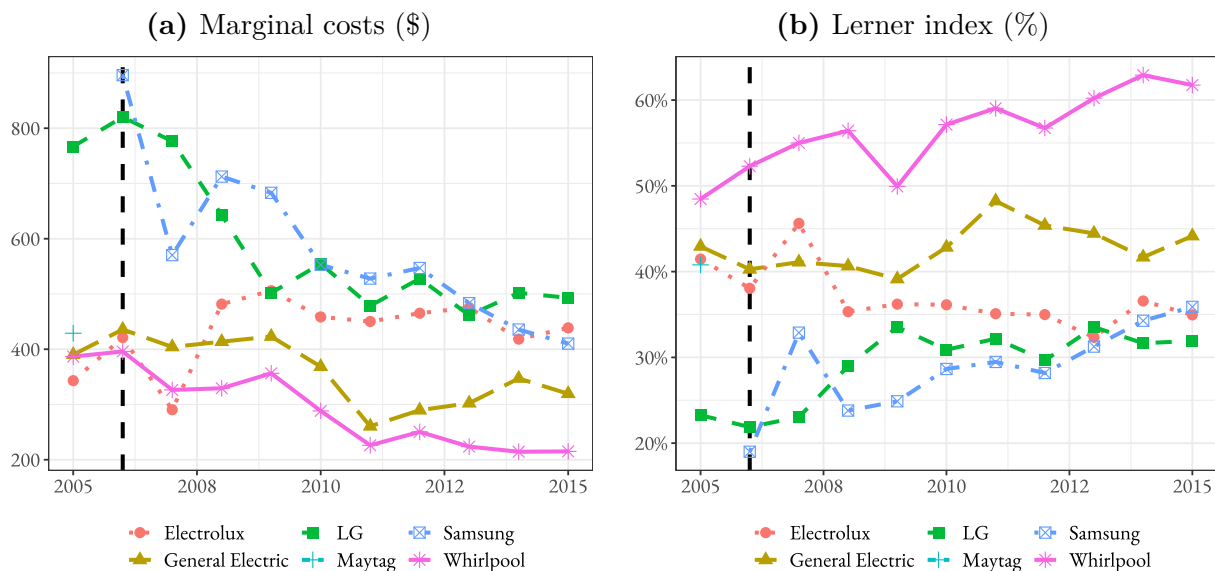 (a) Marginal costs ($)
800
600
400
200
2005 2008 2010 2012 2015
Electrolux LG Samsung
General Electric Maytag Whirlpool
(b) Lerner index (%)
60%
50%
40%
30%
20%
2005 2008 2010 2012 2015
Electrolux LG Samsung
General Electric Maytag Whirlpool